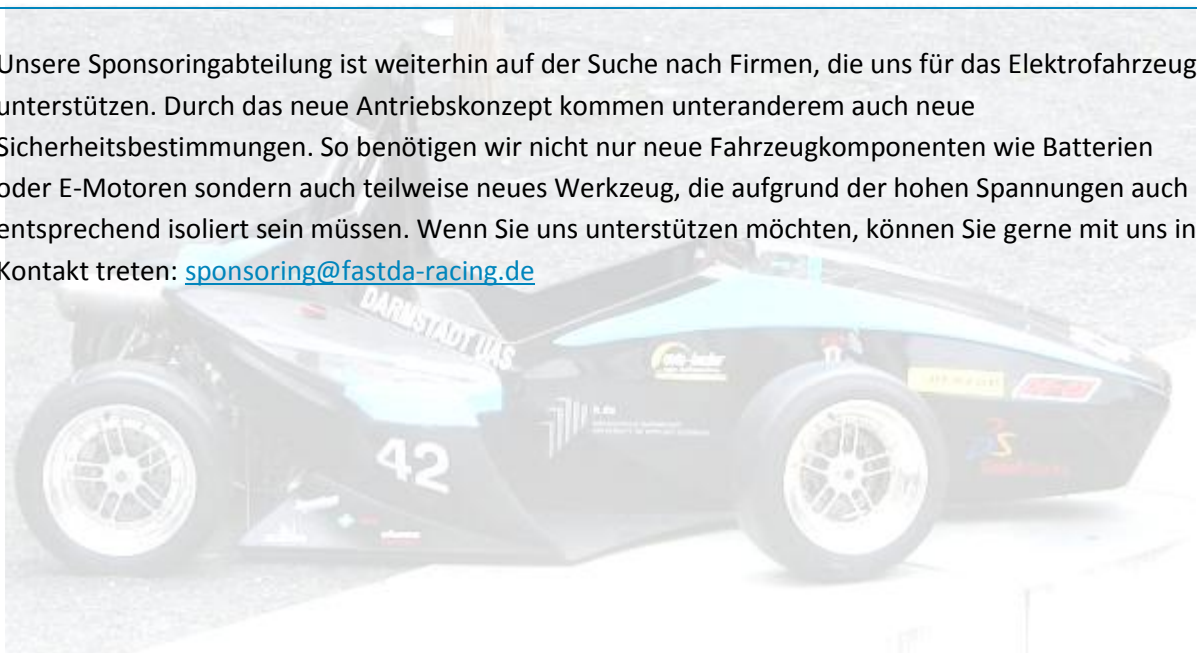 Unsere Sponsoringabteilung ist weiterhin auf der Suche nach Firmen, die uns für das Elektrofahrzeug
unterstützen. Durch das neue Antriebskonzept kommen unteranderem auch neue
Sicherheitsbestimmungen. So benötigen wir nicht nur neue Fahrzeugkomponenten wie Batterien
oder E-Motoren sondern auch teilweise neues Werkzeug, die aufgrund der hohen Spannungen auch
entsprechend isoliert sein müssen. Wenn Sie uns unterstützen möchten, können Sie gerne mit uns in
Kontakt treten: sponsoring@fastda-racing.de
DARMSTADT UAS
h_da
42